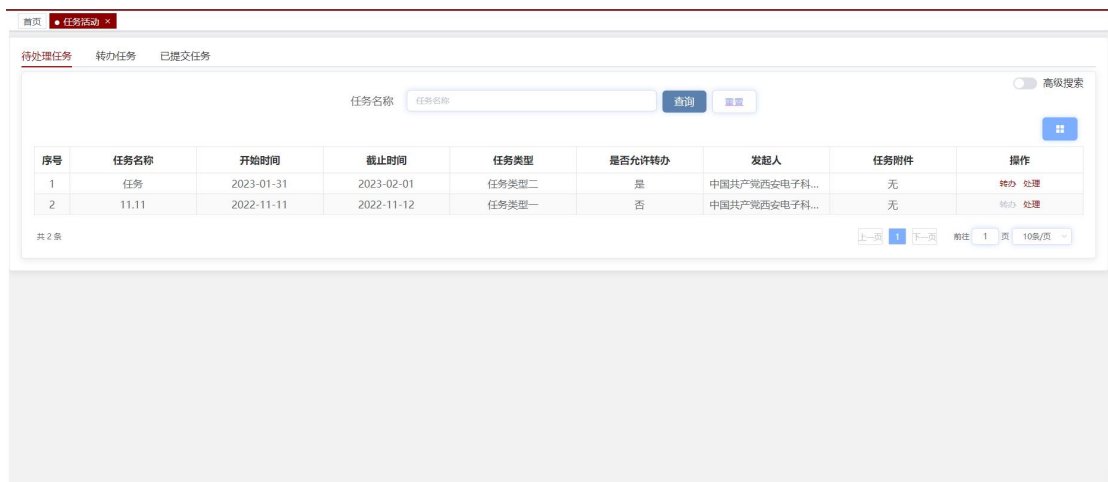 首页 ● 任务活动 ×
待处理任务 转办任务 已提交任务
高级搜索
任务名称 任务名称 查询 重置
序号 任务名称 开始时间 截止时间 任务类型 是否允许转办 发起人 任务附件 操作
1 任务 2023-01-31 2023-02-01 任务类型二 是 中国共产党西安电子科... 无 转办 处理
2 11.11 2022-11-11 2022-11-12 任务类型一 否 中国共产党西安电子科... 无 转办 处理
共 2 条 上一页 1 下一页 前往 1 页 10条/页